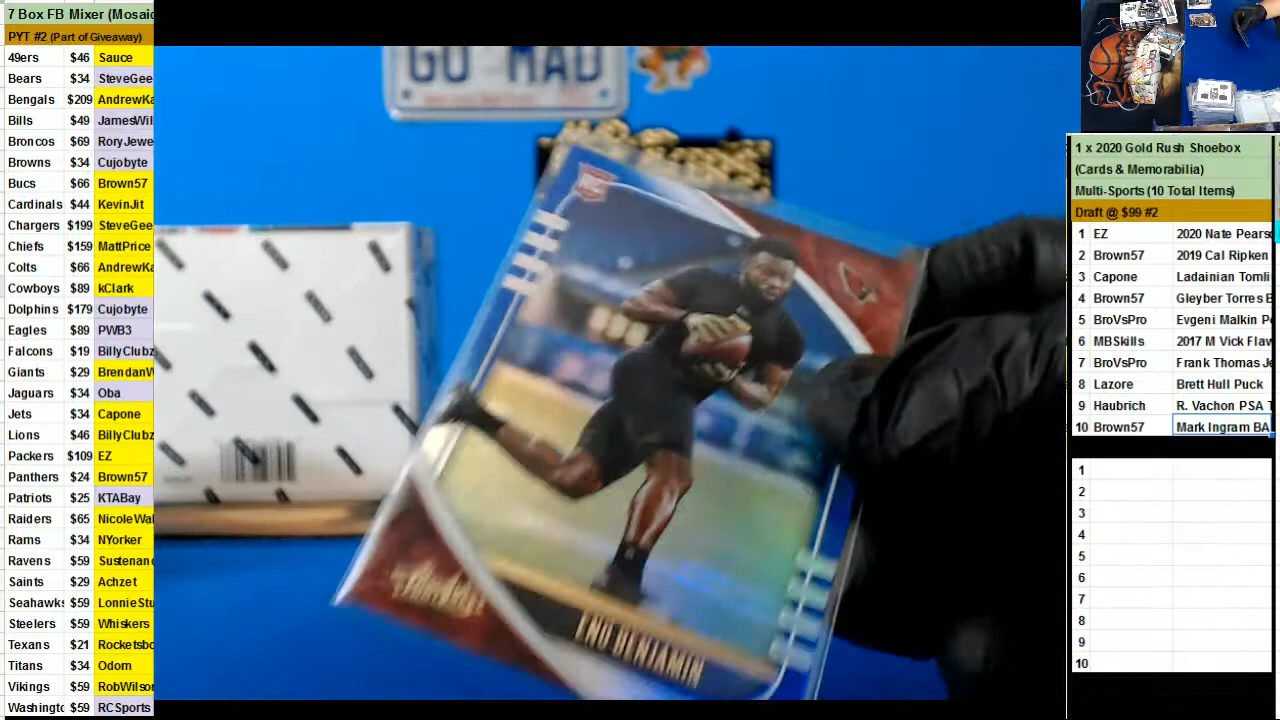 7 Box FB Mixer (Mosaic
PYT #2 (Part of Giveaway)
49ers $46 Sauce
Bears $34 SteveGee
Bengals $209 AndrewKa
Bills $49 JamesWil
Broncos $69 RoryJewe
Browns $34 Cujobyte
Bucs $66 Brown57
Cardinals $44 KevinJit
Chargers $199 SteveGee
Chiefs $159 MattPrice
Colts $66 AndrewKa
Cowboys $89 kClark
Dolphins $179 Cujobyte
Eagles $89 PWB3
Falcons $19 BillyClubz
Giants $29 BrendanW
Jaguars $34 Oba
Jets $34 Capone
Lions $46 BillyClubz
Packers $109 EZ
Panthers $24 Brown57
Patriots $25 KTABay
Raiders $65 NicoleWal
Rams $34 NYorker
Ravens $59 Sustenanc
Saints $29 Achzet
Seahawks $59 LonnieStu
Steelers $59 Whiskers
Texans $21 Rocketsbo
Titans $34 Odom
Vikings $59 RobWilson
Washingto $59 RCSports
GO MAD
Absolute
ENO BENJAMIN
1 x 2020 Gold Rush Shoebox
(Cards & Memorabilia)
Multi-Sports (10 Total Items)
Draft @ $99 #2
1 EZ 2020 Nate Pearso
2 Brown57 2019 Cal Ripken
3 Capone Ladainian Tomli
4 Brown57 Gleyber Torres B
5 BroVsPro Evgeni Malkin P
6 MBSkills 2017 M Vick Flaw
7 BroVsPro Frank Thomas Je
8 Lazore Brett Hull Puck
9 Haubrich R. Vachon PSA T
10 Brown57 Mark Ingram BA
1
2
3
4
5
6
7
8
9
10